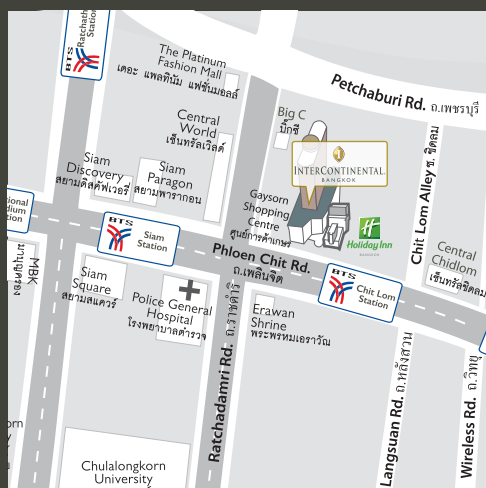 BTS
Ratchathewi
Station
The Platinum
Fashion Mall
เดอะ แพลทินัม แฟชั่นมอลล์
Petchaburi Rd. ถ.เพชรบุรี
Big C
บิ๊กซี
Central
World
เซ็นทรัลเวิลด์
INTERCONTINENTAL
BANGKOK
Chit Lom Alley ซ. ชิดลม
Siam
Discovery
สยามดิสคัฟเวอรี่
Siam
Paragon
สยามพารากอน
Gaysorn
Shopping
Centre
ศูนย์การค้าเกษร
H
Holiday Inn
BANGKOK
Central
Chidlom
เซ็นทรัลชิดลม
Station
BTS
Siam
Station
Phloen Chit Rd.
ถ.เพลินจิต
BTS
Chit Lom
Station
MBK
มาบุญครอง
Siam
Square
สยามสแควร์
Police General
Hospital
โรงพยาบาลตำรวจ
Ratchadamri Rd. ถ.ราชดำริ
Erawan
Shrine
พระพรหมเอราวัณ
Langsuan Rd. ถ.หลังสวน
Wireless Rd. ถ.วิทยุ
Chulalongkorn
University